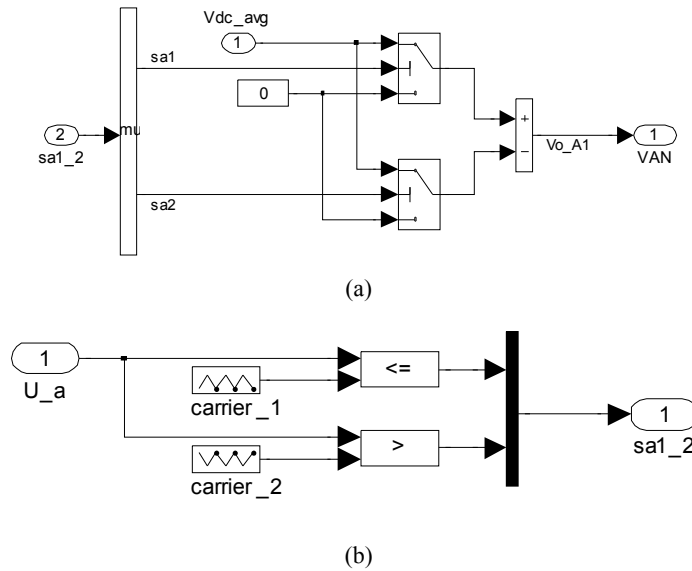 Vdc_avg
1
sa1
0
2
mu
sa1_2
Vo_A1
1
VAN
sa2
+
−
(a)
1
U_a
<=
carrier_1
>
carrier_2
1
sa1_2
(b)